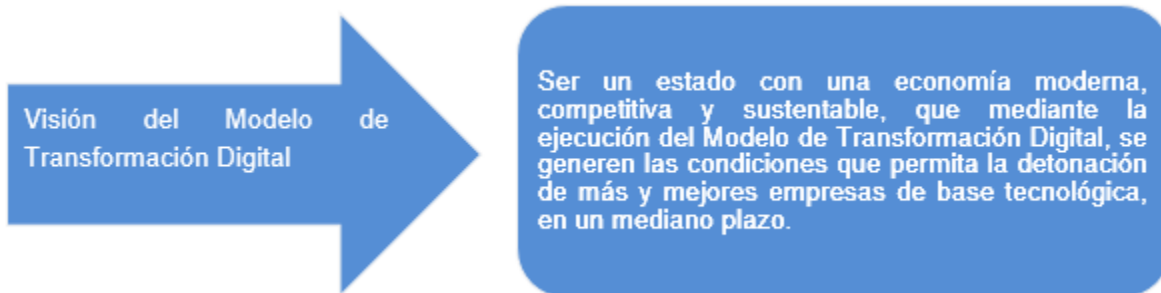 Visión del Modelo de
Transformación Digital
Ser un estado con una economía moderna,
competitiva y sustentable, que mediante la
ejecución del Modelo de Transformación Digital, se
generen las condiciones que permita la detonación
de más y mejores empresas de base tecnológica,
en un mediano plazo.